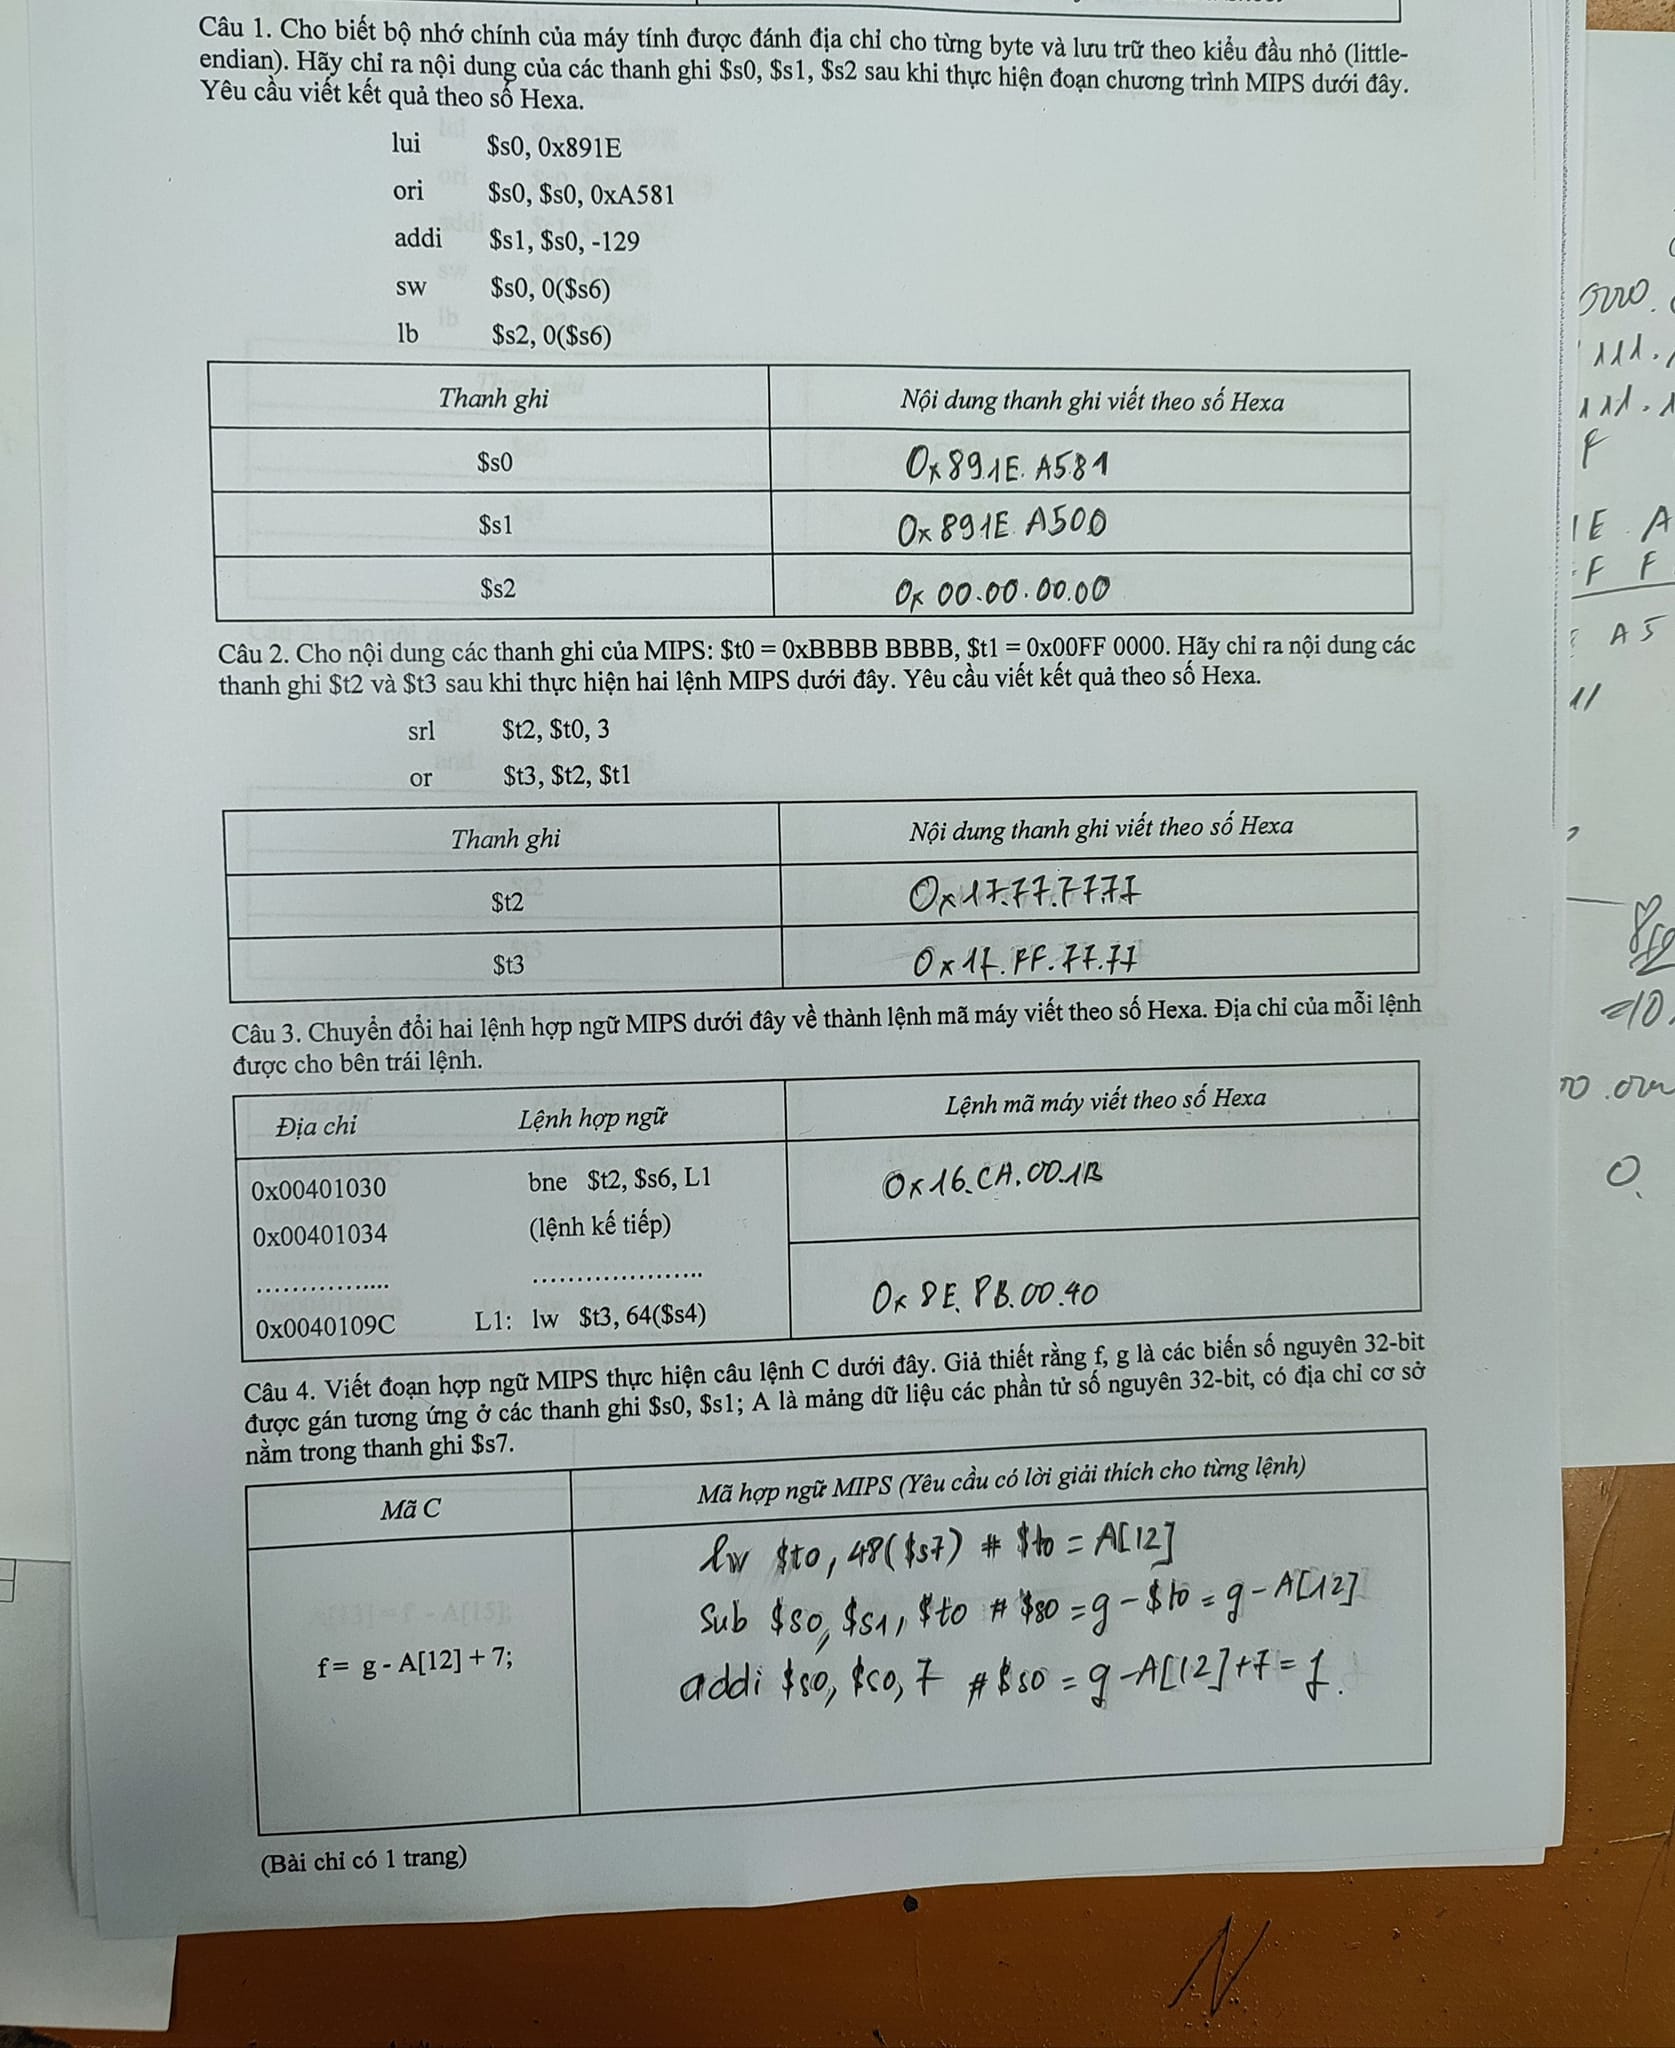 Câu 1. Cho biết bộ nhớ chính của máy tính được đánh địa chỉ cho từng byte và lưu trữ theo kiểu đầu nhỏ (little-
endian). Hãy chỉ ra nội dung của các thanh ghi $s0, $s1, $s2 sau khi thực hiện đoạn chương trình MIPS dưới đây.
Yêu cầu viết kết quả theo số Hexa.
lui $s0, 0x891E
ori $s0, $s0, 0xA581
addi $s1, $s0, -129
sw $s0, 0($s6)
lb $s2, 0($s6)
Thanh ghi Nội dung thanh ghi viết theo số Hexa
$s0 0x891E. A581
$s1 0x891E. A500
$s2 0x 00.00.00.00
Câu 2. Cho nội dung các thanh ghi của MIPS: $t0 = 0xBBBB BBBB, $t1 = 0x00FF 0000. Hãy chỉ ra nội dung các
thanh ghi $t2 và $t3 sau khi thực hiện hai lệnh MIPS dưới đây. Yêu cầu viết kết quả theo số Hexa.
srl $t2, $t0, 3
or $t3, $t2, $t1
Thanh ghi Nội dung thanh ghi viết theo số Hexa
$t2 0x17.77.77.77
$t3 0x17.FF.77.77
Câu 3. Chuyển đổi hai lệnh hợp ngữ MIPS dưới đây về thành lệnh mã máy viết theo số Hexa. Địa chỉ của mỗi lệnh
được cho bên trái lệnh.
Địa chỉ Lệnh hợp ngữ Lệnh mã máy viết theo số Hexa
0x00401030 bne $t2, $s6, L1 0x16.CA.00.1B
0x00401034 (lệnh kế tiếp)
................ .....................
0x0040109C L1: lw $t3, 64($s4) 0x8E.8B.00.40
Câu 4. Viết đoạn hợp ngữ MIPS thực hiện câu lệnh C dưới đây. Giả thiết rằng f, g là các biến số nguyên 32-bit
được gán tương ứng ở các thanh ghi $s0, $s1; A là mảng dữ liệu các phần tử số nguyên 32-bit, có địa chỉ cơ sở
nằm trong thanh ghi $s7.
Mã C Mã hợp ngữ MIPS (Yêu cầu có lời giải thích cho từng lệnh)
lw $t0, 48($s7) # $t0 = A[12]
Sub $s0, $s1, $t0 # $s0 = g - $t0 = g - A[12]
f = g - A[12] + 7;
addi $s0, $s0, 7 # $s0 = g - A[12] + 7 = f.
(Bài chỉ có 1 trang)